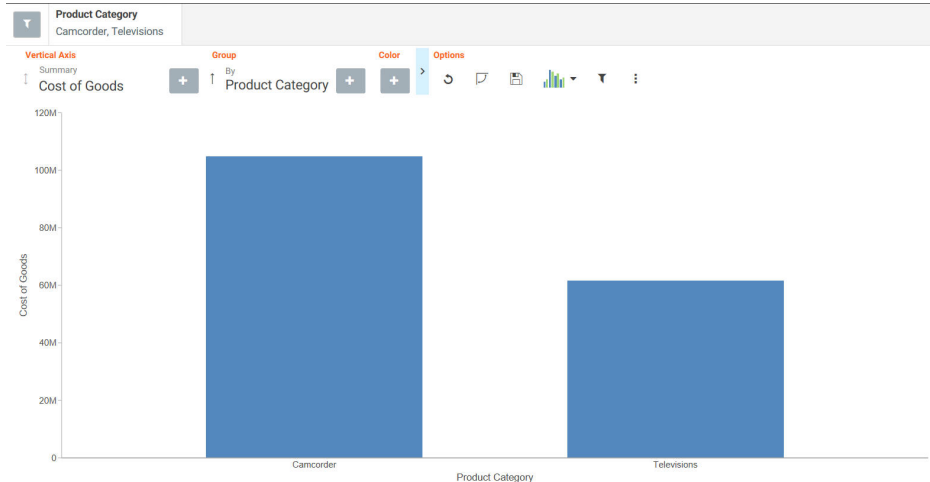 Product Category
Camcorder, Televisions
Vertical Axis Group Color Options
Summary By
Cost of Goods + Product Category + + >
120M
100M
80M
60M
40M
20M
0
Cost of Goods
Camcorder Televisions
Product Category